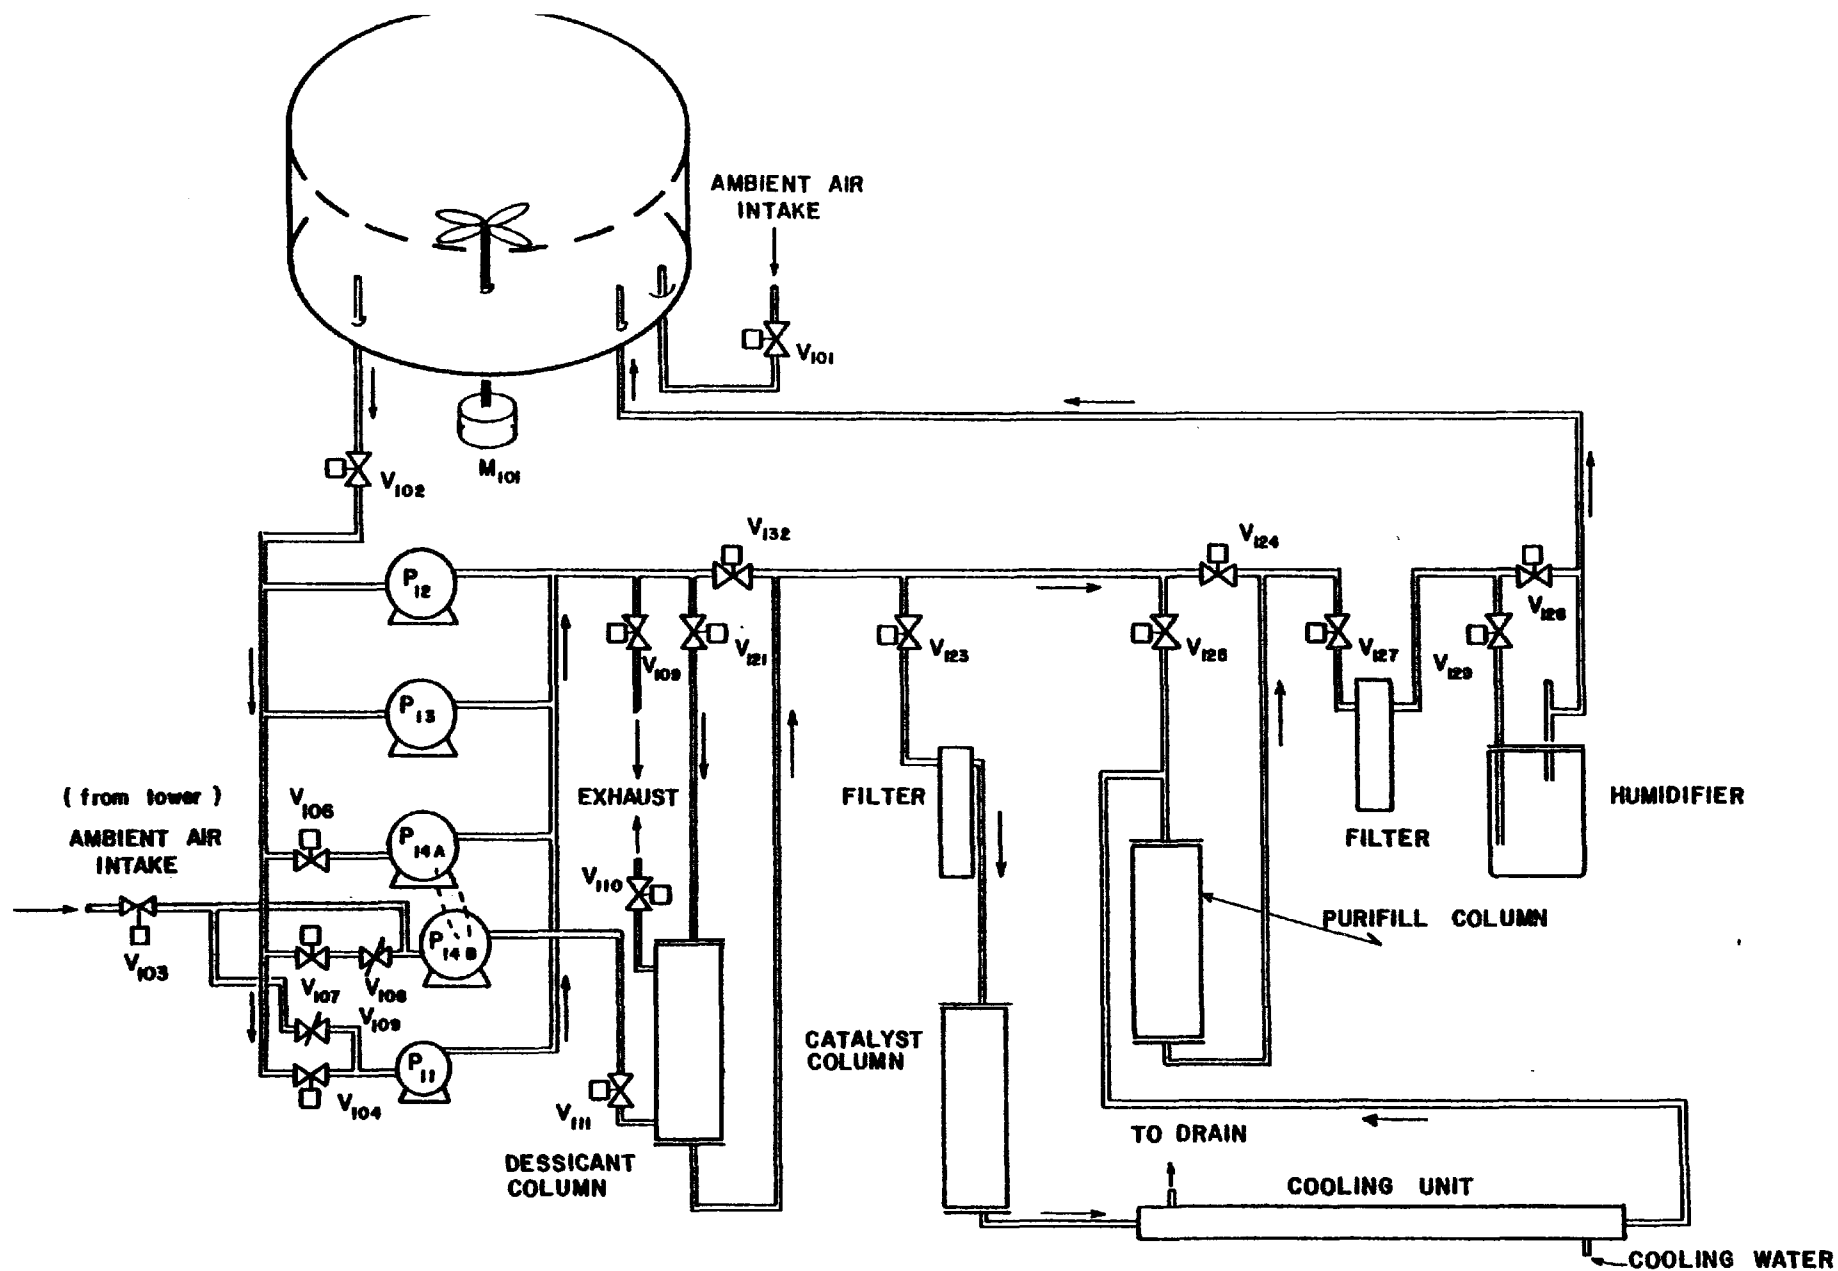 AMBIENT AIR
INTAKE
V101
M101
V102
V132
V124
P12
V109
V121
V123
V126
V127
V129
V128
P13
(from tower)
AMBIENT AIR
INTAKE
V106
P14A
EXHAUST
FILTER
FILTER
HUMIDIFIER
V110
PURIFILL COLUMN
V103
P14B
V107
V108
V109
P11
V104
V111
CATALYST
COLUMN
DESSICANT
COLUMN
TO DRAIN
COOLING UNIT
COOLING WATER